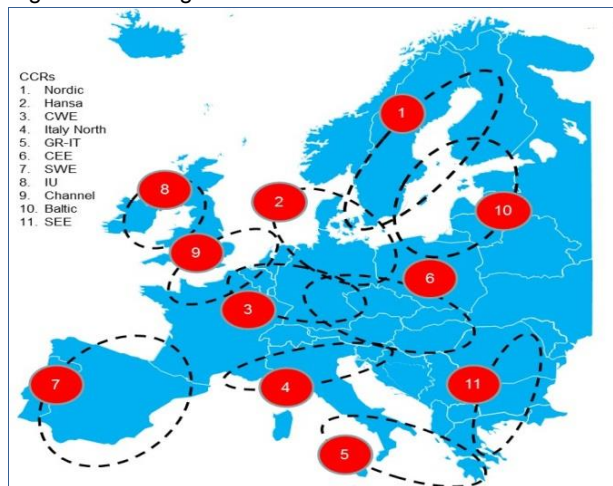 CCRs
1. Nordic
2. Hansa
3. CWE
4. Italy North
5. GR-IT
6. CEE
7. SWE
8. IU
9. Channel
10. Baltic
11. SEE
1
8
2
10
9
6
3
7
4
11
5